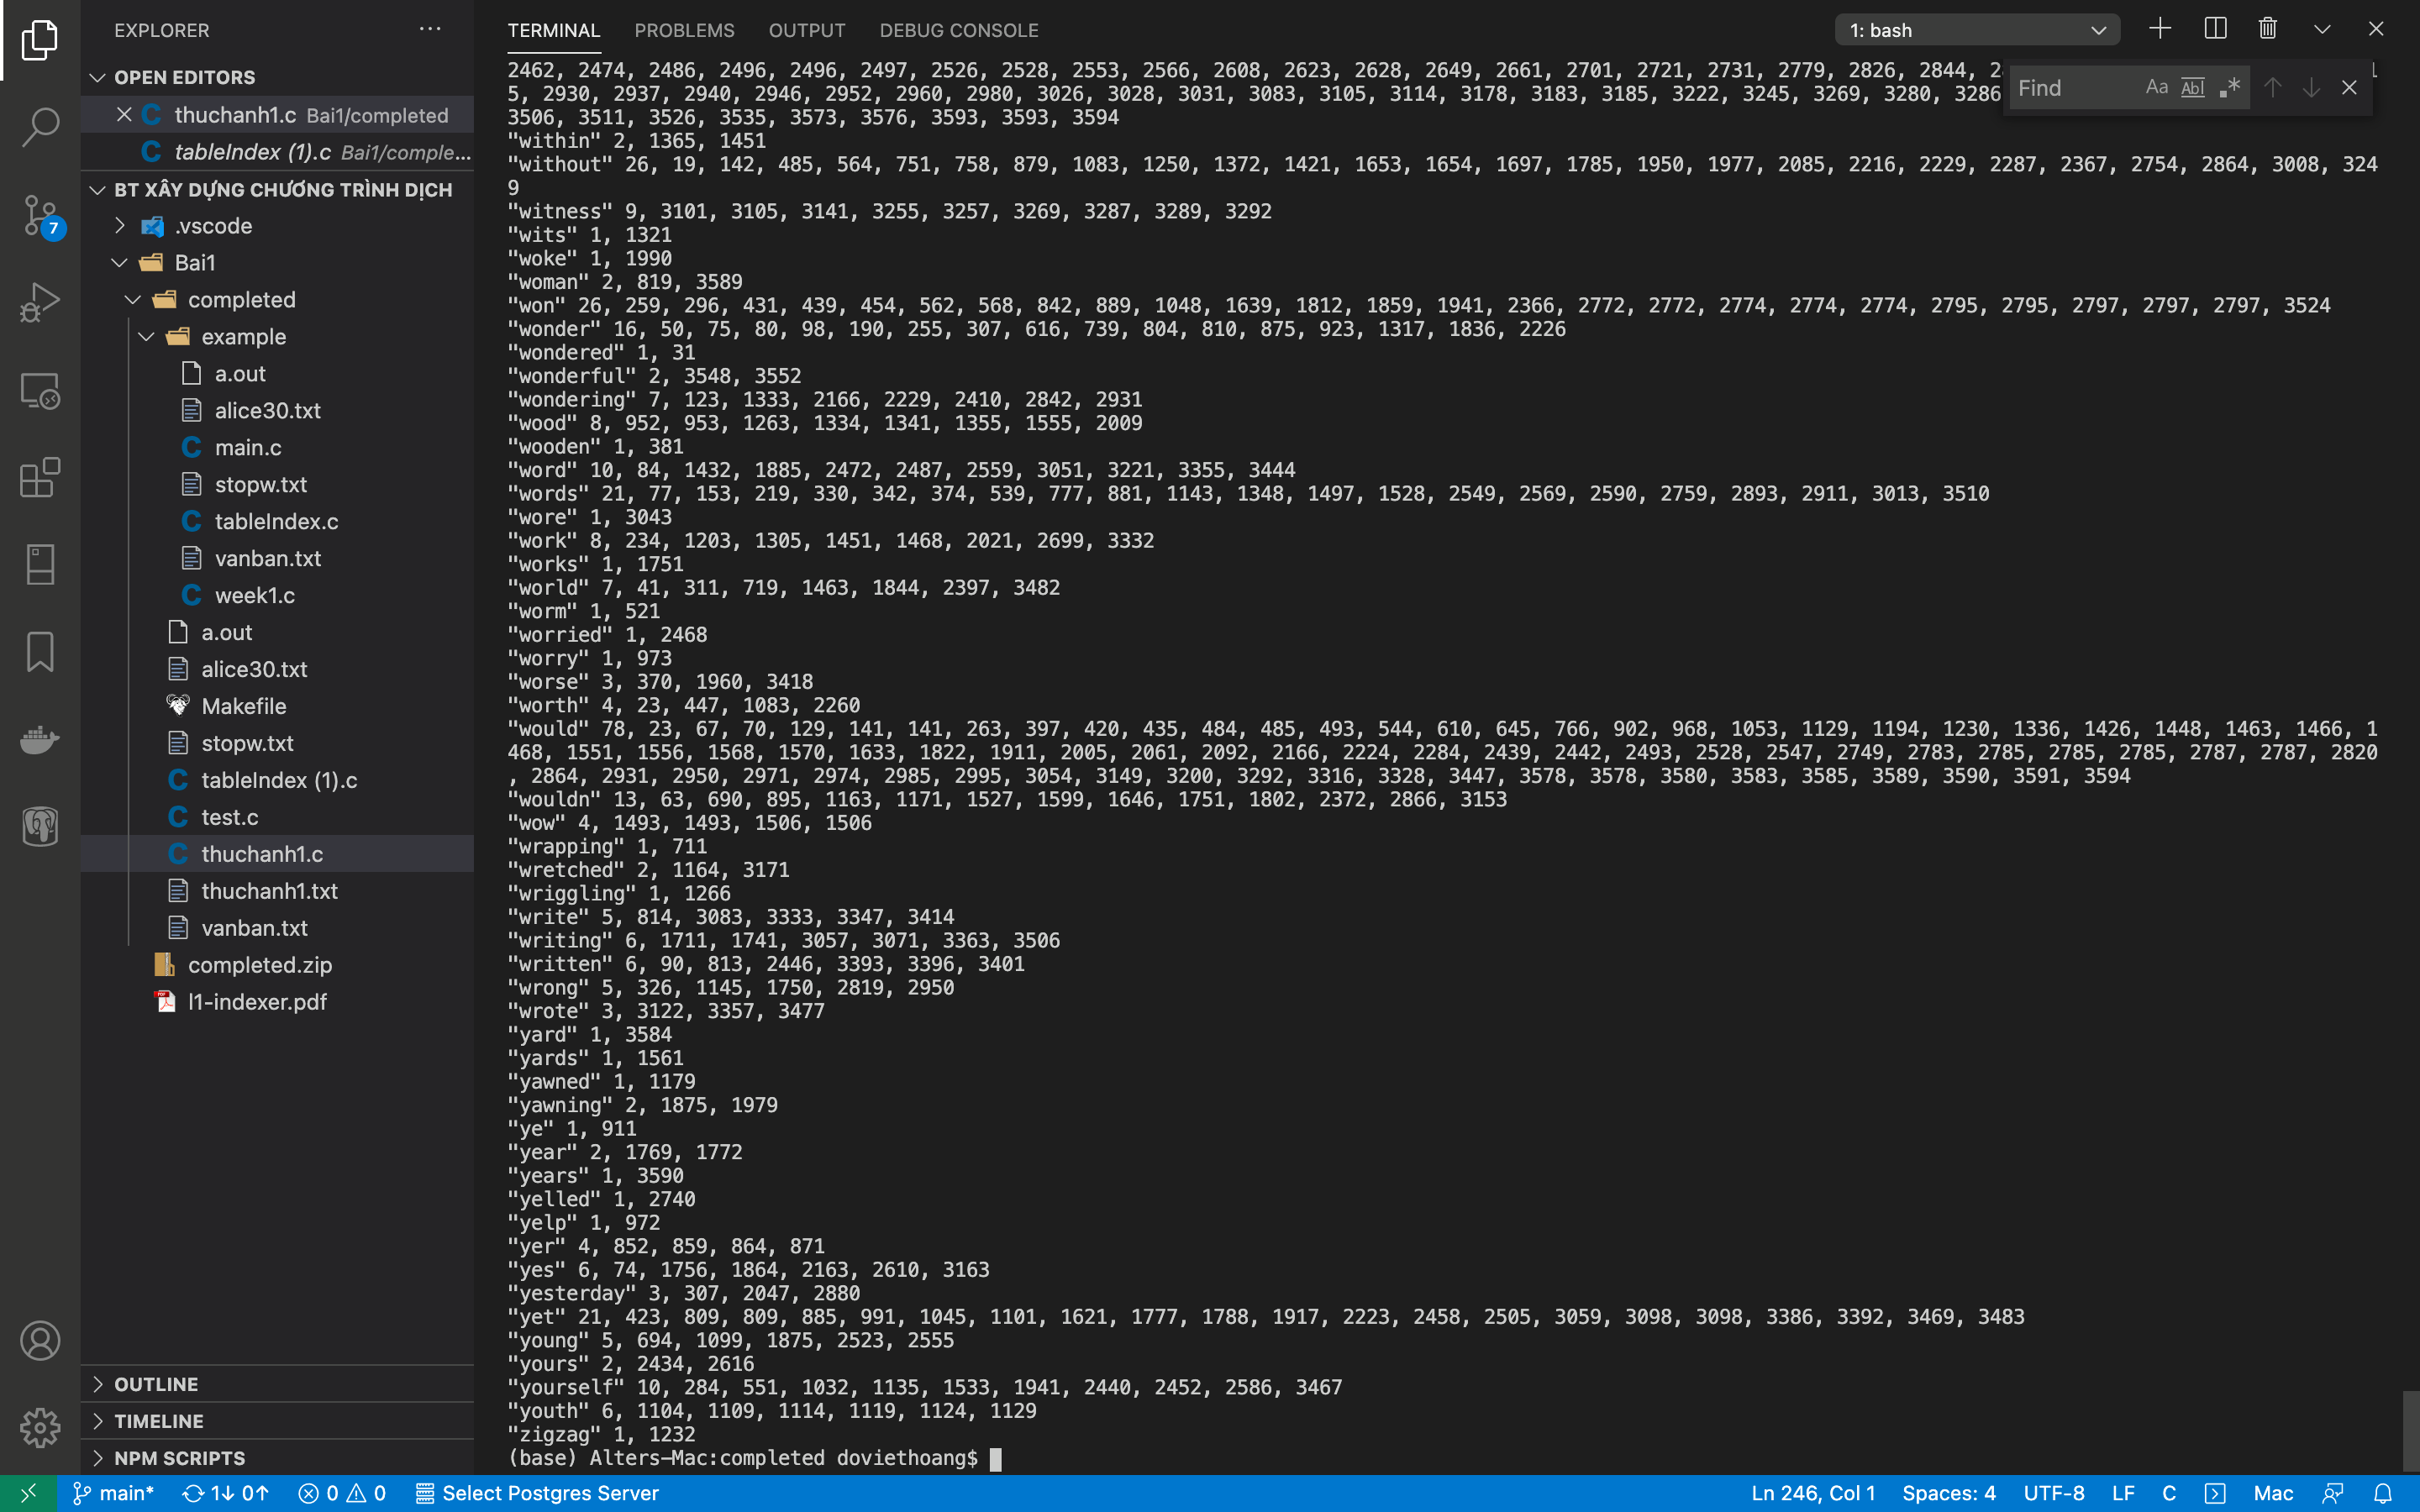 EXPLORER
OPEN EDITORS
thuchanh1.c Bai1/completed
tableIndex (1).c Bai1/comple...
BT XÂY DỰNG CHƯƠNG TRÌNH DỊCH
.vscode
Bai1
completed
example
a.out
alice30.txt
main.c
stopw.txt
tableIndex.c
vanban.txt
week1.c
a.out
alice30.txt
Makefile
stopw.txt
tableIndex (1).c
test.c
thuchanh1.c
thuchanh1.txt
vanban.txt
completed.zip
l1-indexer.pdf
OUTLINE
TIMELINE
NPM SCRIPTS
7
TERMINAL PROBLEMS OUTPUT DEBUG CONSOLE
1: bash
Find Aa Abl .*
2462, 2474, 2486, 2496, 2496, 2497, 2526, 2528, 2553, 2566, 2608, 2623, 2628, 2649, 2661, 2701, 2721, 2731, 2779, 2826, 2844,
5, 2930, 2937, 2940, 2946, 2952, 2960, 2980, 3026, 3028, 3031, 3083, 3105, 3114, 3178, 3183, 3185, 3222, 3245, 3269, 3280, 3286
3506, 3511, 3526, 3535, 3573, 3576, 3593, 3593, 3594
"within" 2, 1365, 1451
"without" 26, 19, 142, 485, 564, 751, 758, 879, 1083, 1250, 1372, 1421, 1653, 1654, 1697, 1785, 1950, 1977, 2085, 2216, 2229, 2287, 2367, 2754, 2864, 3008, 324
9
"witness" 9, 3101, 3105, 3141, 3255, 3257, 3269, 3287, 3289, 3292
"wits" 1, 1321
"woke" 1, 1990
"woman" 2, 819, 3589
"won" 26, 259, 296, 431, 439, 454, 562, 568, 842, 889, 1048, 1639, 1812, 1859, 1941, 2366, 2772, 2772, 2774, 2774, 2774, 2795, 2795, 2797, 2797, 2797, 3524
"wonder" 16, 50, 75, 80, 98, 190, 255, 307, 616, 739, 804, 810, 875, 923, 1317, 1836, 2226
"wondered" 1, 31
"wonderful" 2, 3548, 3552
"wondering" 7, 123, 1333, 2166, 2229, 2410, 2842, 2931
"wood" 8, 952, 953, 1263, 1334, 1341, 1355, 1555, 2009
"wooden" 1, 381
"word" 10, 84, 1432, 1885, 2472, 2487, 2559, 3051, 3221, 3355, 3444
"words" 21, 77, 153, 219, 330, 342, 374, 539, 777, 881, 1143, 1348, 1497, 1528, 2549, 2569, 2590, 2759, 2893, 2911, 3013, 3510
"wore" 1, 3043
"work" 8, 234, 1203, 1305, 1451, 1468, 2021, 2699, 3332
"works" 1, 1751
"world" 7, 41, 311, 719, 1463, 1844, 2397, 3482
"worm" 1, 521
"worried" 1, 2468
"worry" 1, 973
"worse" 3, 370, 1960, 3418
"worth" 4, 23, 447, 1083, 2260
"would" 78, 23, 67, 70, 129, 141, 141, 263, 397, 420, 435, 484, 485, 493, 544, 610, 645, 766, 902, 968, 1053, 1129, 1194, 1230, 1336, 1426, 1448, 1463, 1466, 1
468, 1551, 1556, 1568, 1570, 1633, 1822, 1911, 2005, 2061, 2092, 2166, 2224, 2284, 2439, 2442, 2493, 2528, 2547, 2749, 2783, 2785, 2785, 2785, 2787, 2787, 2820
, 2864, 2931, 2950, 2971, 2974, 2985, 2995, 3054, 3149, 3200, 3292, 3316, 3328, 3447, 3578, 3578, 3580, 3583, 3585, 3589, 3590, 3591, 3594
"wouldn" 13, 63, 690, 895, 1163, 1171, 1527, 1599, 1646, 1751, 1802, 2372, 2866, 3153
"wow" 4, 1493, 1493, 1506, 1506
"wrapping" 1, 711
"wretched" 2, 1164, 3171
"wriggling" 1, 1266
"write" 5, 814, 3083, 3333, 3347, 3414
"writing" 6, 1711, 1741, 3057, 3071, 3363, 3506
"written" 6, 90, 813, 2446, 3393, 3396, 3401
"wrong" 5, 326, 1145, 1750, 2819, 2950
"wrote" 3, 3122, 3357, 3477
"yard" 1, 3584
"yards" 1, 1561
"yawned" 1, 1179
"yawning" 2, 1875, 1979
"ye" 1, 911
"year" 2, 1769, 1772
"years" 1, 3590
"yelled" 1, 2740
"yelp" 1, 972
"yer" 4, 852, 859, 864, 871
"yes" 6, 74, 1756, 1864, 2163, 2610, 3163
"yesterday" 3, 307, 2047, 2880
"yet" 21, 423, 809, 809, 885, 991, 1045, 1101, 1621, 1777, 1788, 1917, 2223, 2458, 2505, 3059, 3098, 3098, 3386, 3392, 3469, 3483
"young" 5, 694, 1099, 1875, 2523, 2555
"yours" 2, 2434, 2616
"yourself" 10, 284, 551, 1032, 1135, 1533, 1941, 2440, 2452, 2586, 3467
"youth" 6, 1104, 1109, 1114, 1119, 1124, 1129
"zigzag" 1, 1232
(base) Alters-Mac:completed doviethoang$
main* 1↓ 0↑ 0 0 Select Postgres Server Ln 246, Col 1 Spaces: 4 UTF-8 LF C Mac